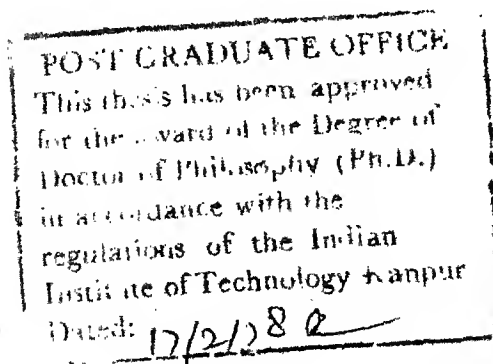 POST GRADUATE OFFICE
This thesis has been approved
for the award of the Degree of
Doctor of Philosophy (Ph.D.)
in accordance with the
regulations of the Indian
Institute of Technology Kanpur
Dated: